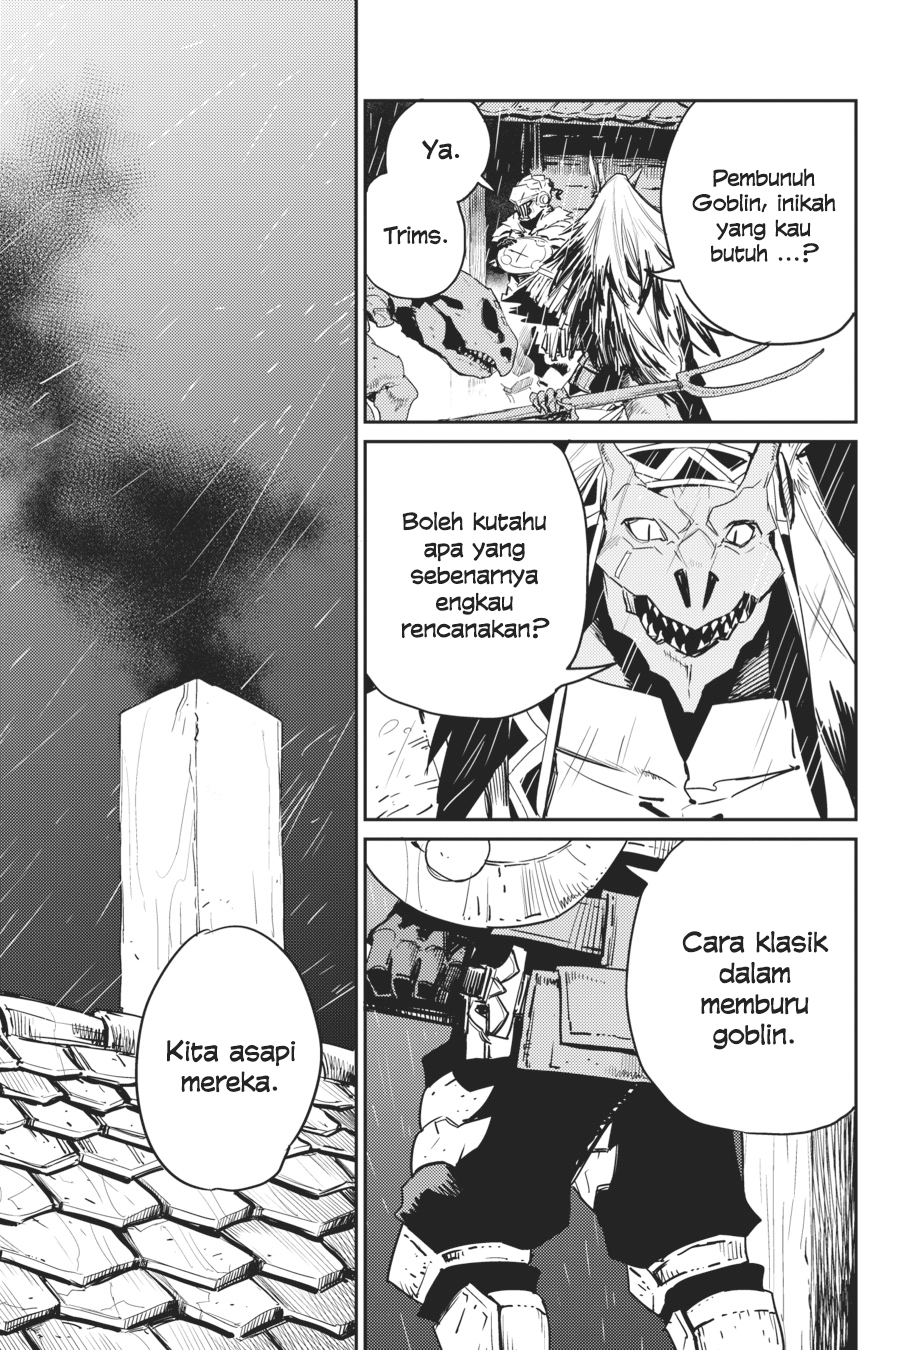 Pembunuh
Goblin, inikah
yang kau
butuh ...?
Ya.
Trims.
Boleh kutahu
apa yang
sebenarnya
engkau
rencanakan?
Cara klasik
dalam
memburu
goblin.
Kita asapi
mereka.